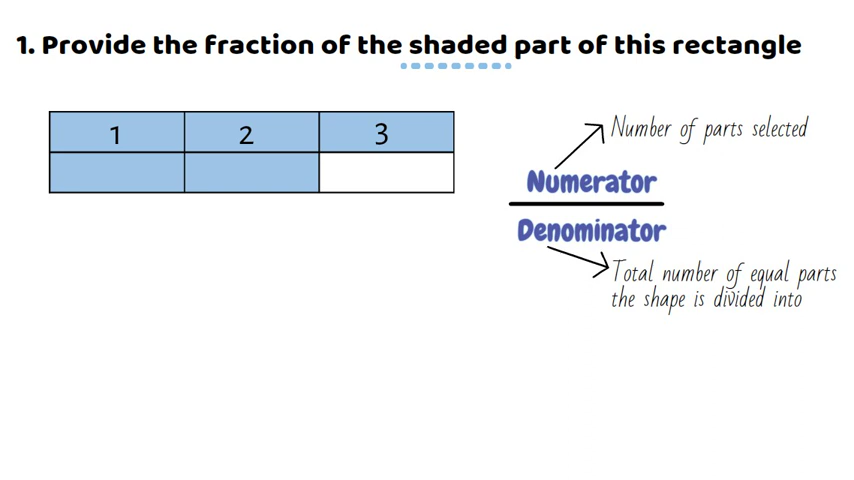 1. Provide the fraction of the shaded part of this rectangle
1 2 3
Number of parts selected
Numerator
Denominator
Total number of equal parts
the shape is divided into